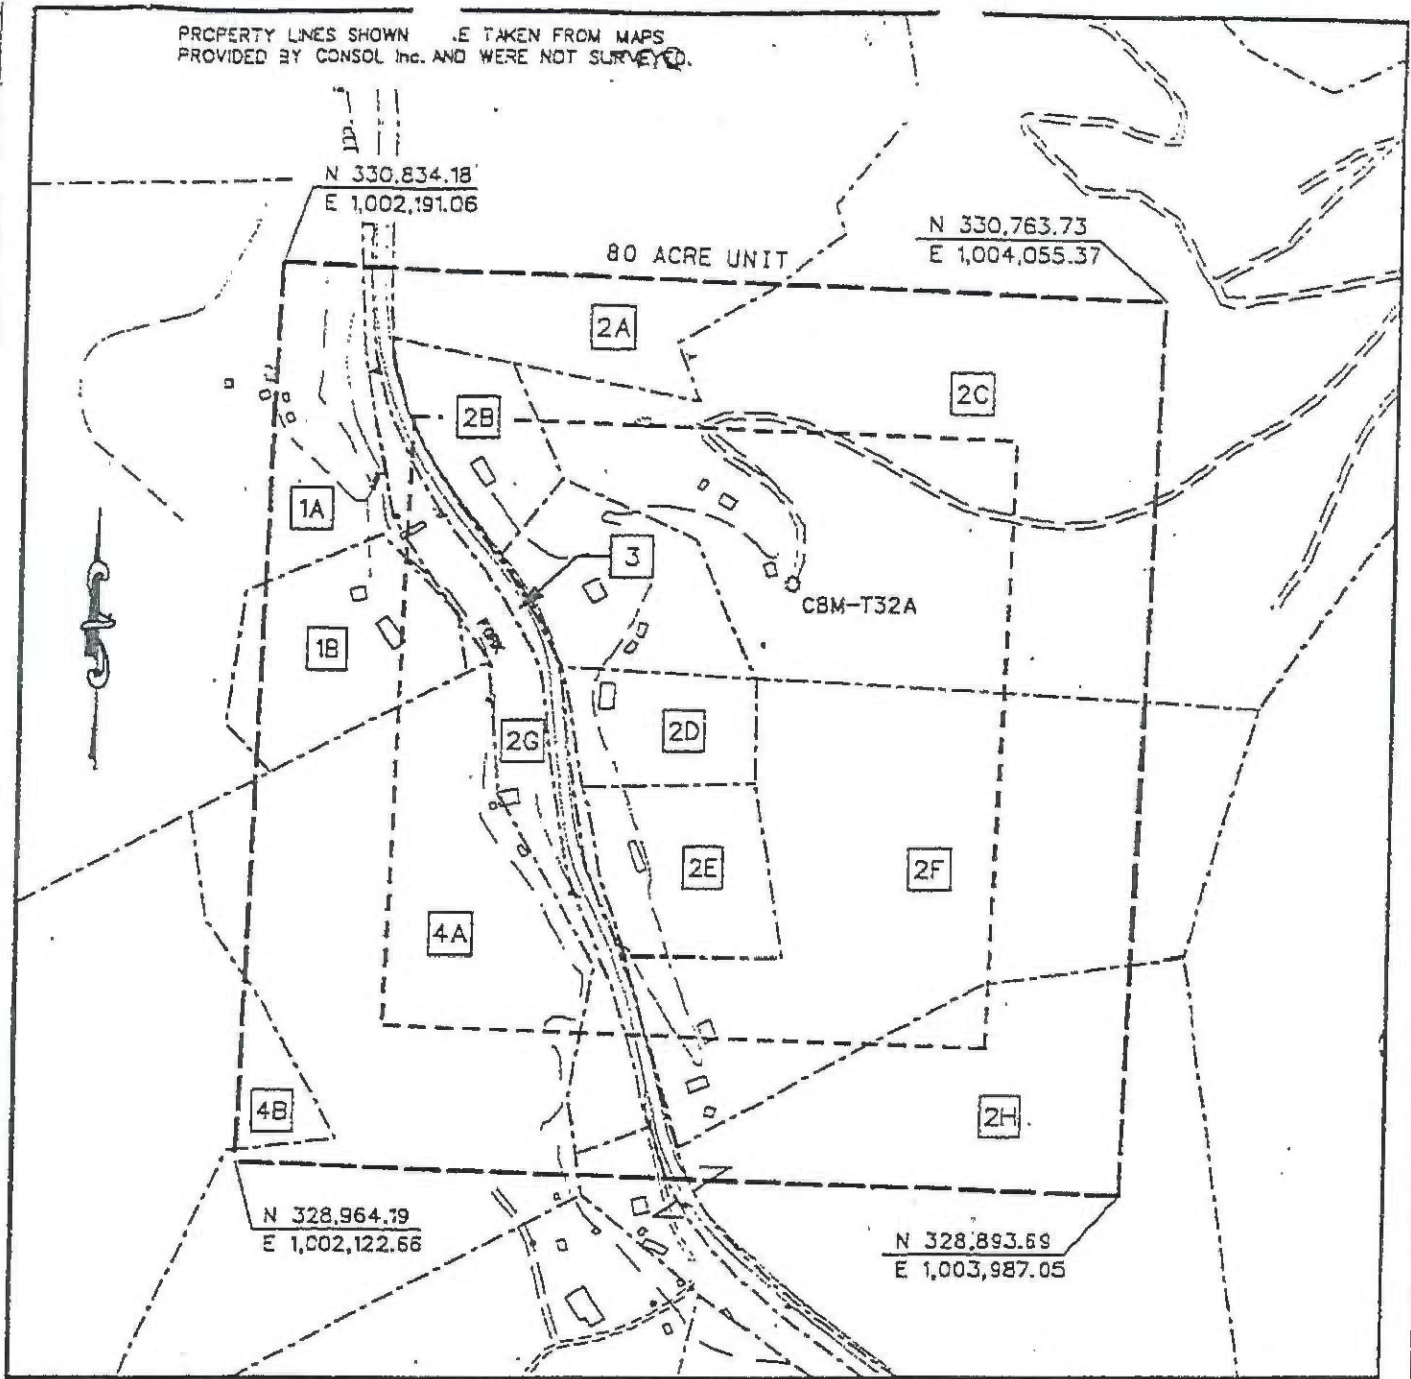 PROPERTY LINES SHOWN .E TAKEN FROM MAPS
PROVIDED BY CONSOL Inc. AND WERE NOT SURVEYED.
N 330,834.18
E 1,002,191.06
N 330,763.73
E 1,004,055.37
80 ACRE UNIT
2A
2C
2B
1A
3
CBM-T32A
1B
2D
2G
2E
2F
4A
4B
2H
N 328,964.19
E 1,002,122.66
N 328,893.69
E 1,003,987.05